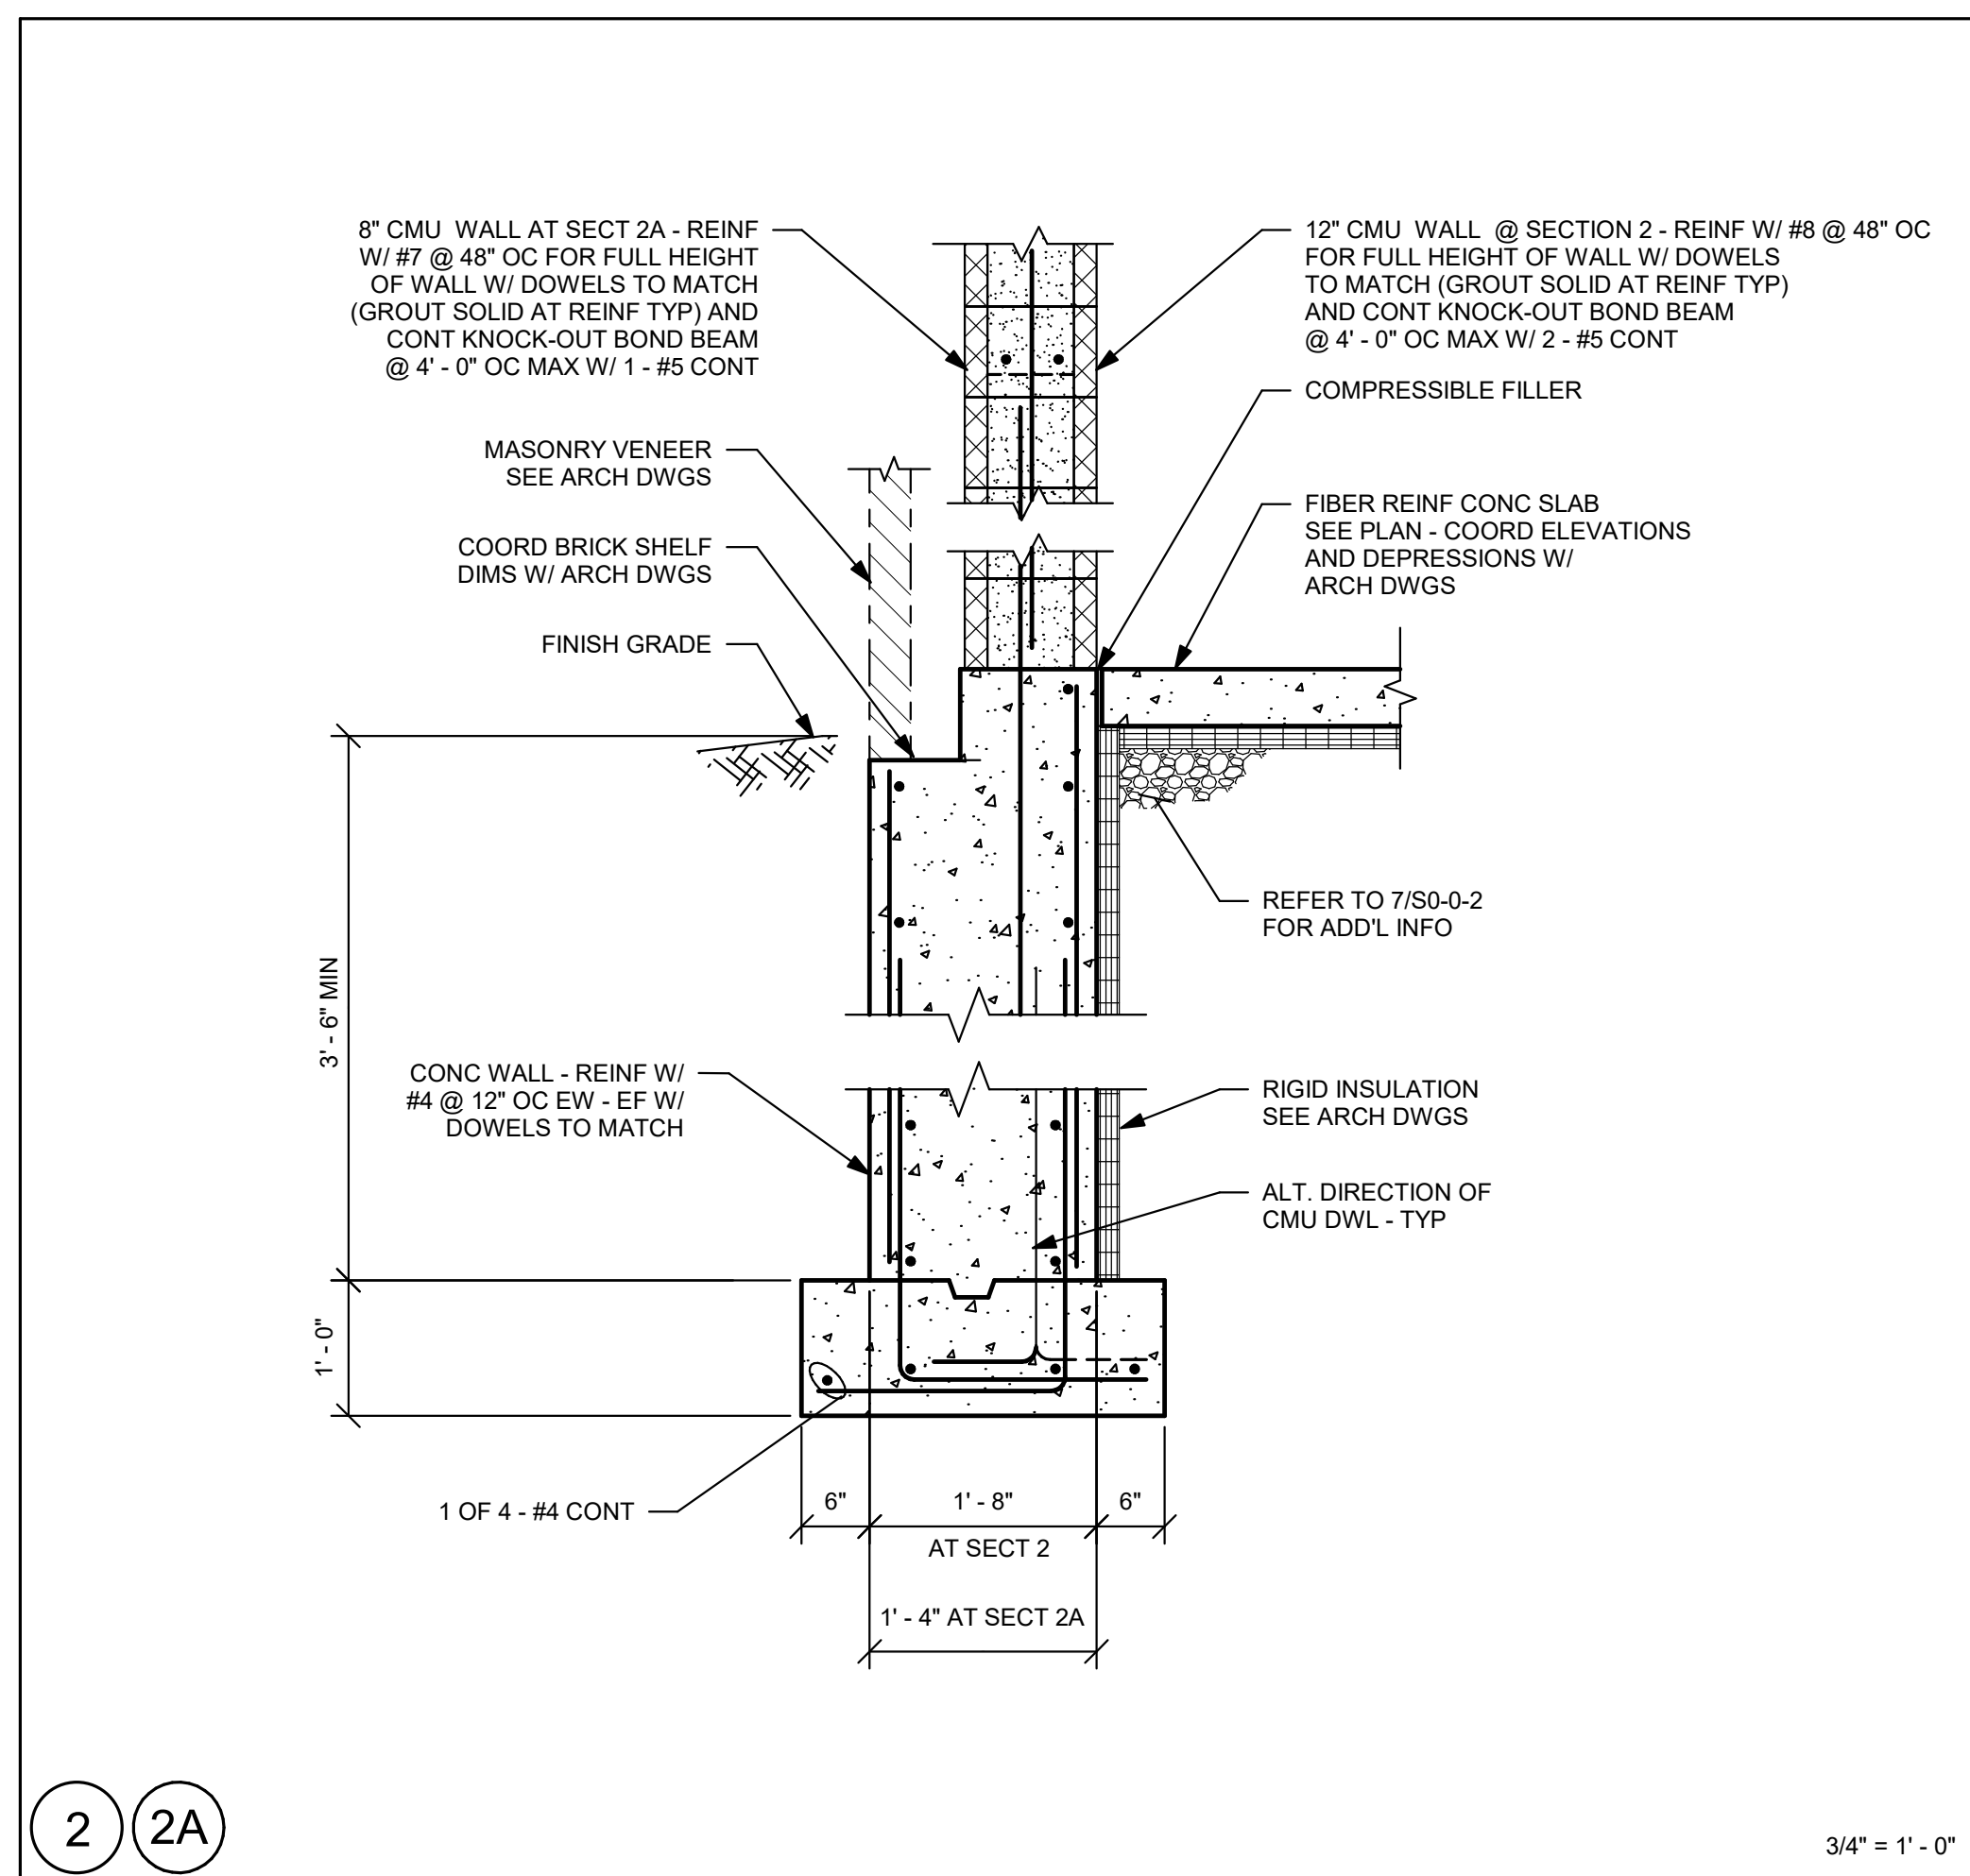 8" CMU WALL AT SECT 2A - REINF
W/ #7 @ 48" OC FOR FULL HEIGHT
OF WALL W/ DOWELS TO MATCH
(GROUT SOLID AT REINF TYP) AND
CONT KNOCK-OUT BOND BEAM
@ 4' - 0" OC MAX W/ 1 - #5 CONT
12" CMU WALL @ SECTION 2 - REINF W/ #8 @ 48" OC
FOR FULL HEIGHT OF WALL W/ DOWELS
TO MATCH (GROUT SOLID AT REINF TYP)
AND CONT KNOCK-OUT BOND BEAM
@ 4' - 0" OC MAX W/ 2 - #5 CONT
COMPRESSIBLE FILLER
MASONRY VENEER
SEE ARCH DWGS
FIBER REINF CONC SLAB
SEE PLAN - COORD ELEVATIONS
AND DEPRESSIONS W/
ARCH DWGS
COORD BRICK SHELF
DIMS W/ ARCH DWGS
FINISH GRADE
REFER TO 7/S0-0-2
FOR ADD'L INFO
3' - 6" MIN
CONC WALL - REINF W/
#4 @ 12" OC EW - EF W/
DOWELS TO MATCH
RIGID INSULATION
SEE ARCH DWGS
ALT. DIRECTION OF
CMU DWL - TYP
1' - 0"
1 OF 4 - #4 CONT
6"
1' - 8"
6"
AT SECT 2
1' - 4" AT SECT 2A
2
2A
3/4" = 1' - 0"